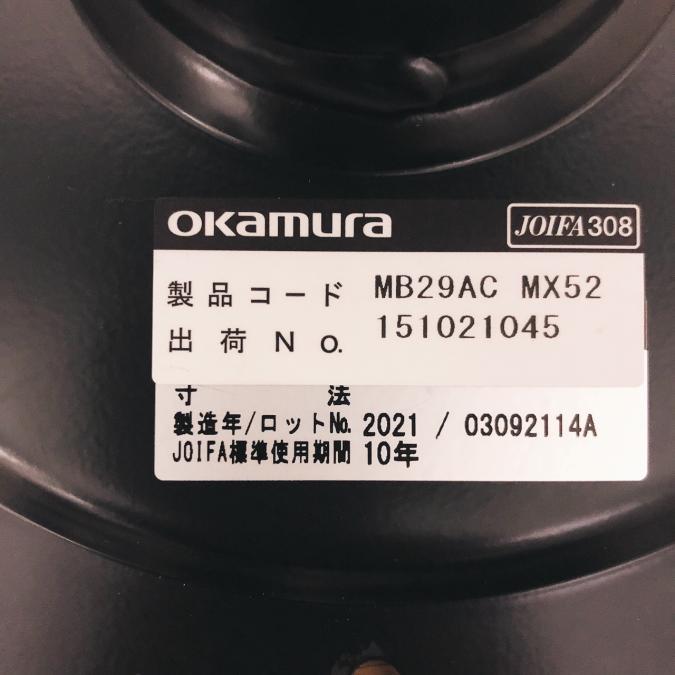 okamura
JOIFA308
製品コード MB29AC MX52
出荷No. 151021045
寸法
製造年/ロットNo. 2021 / 03092114A
JOIFA標準使用期間 10年